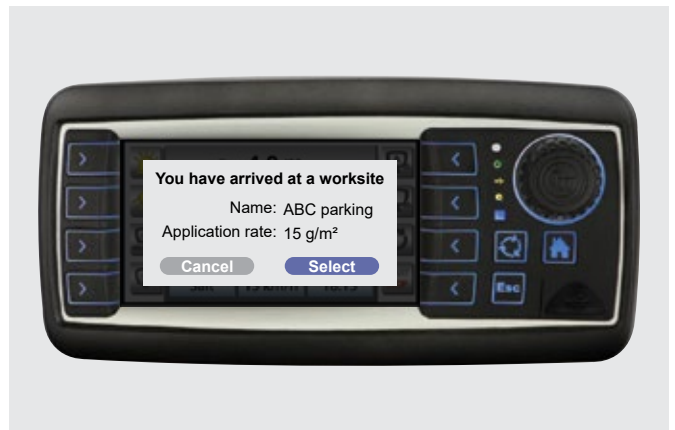 You have arrived at a worksite
Name: ABC parking
Application rate: 15 g/m²
Cancel Select
Esc